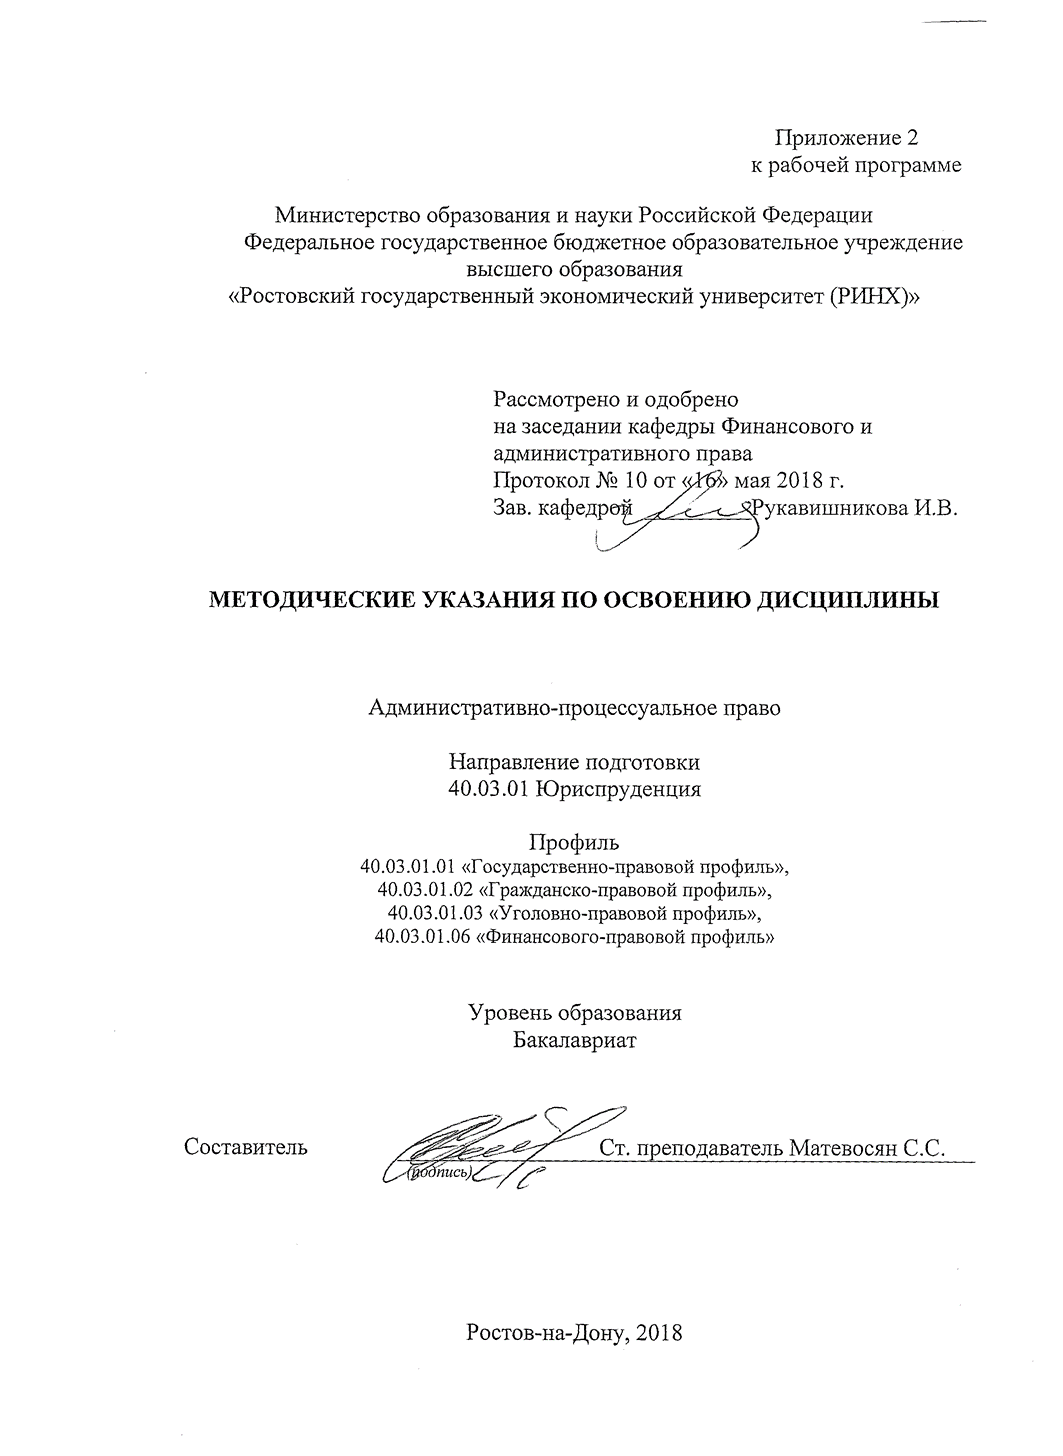 Приложение 2
к рабочей программе
Министерство образования и науки Российской Федерации
Федеральное государственное бюджетное образовательное учреждение
высшего образования
«Ростовский государственный экономический университет (РИНХ)»
Рассмотрено и одобрено
на заседании кафедры Финансового и
административного права
Протокол № 10 от «16» мая 2018 г.
Зав. кафедрой Рукавишникова И.В.
МЕТОДИЧЕСКИЕ УКАЗАНИЯ ПО ОСВОЕНИЮ ДИСЦИПЛИНЫ
Административно-процессуальное право
Направление подготовки
40.03.01 Юриспруденция
Профиль
40.03.01.01 «Государственно-правовой профиль»,
40.03.01.02 «Гражданско-правовой профиль»,
40.03.01.03 «Уголовно-правовой профиль»,
40.03.01.06 «Финансового-правовой профиль»
Уровень образования
Бакалавриат
Составитель Ст. преподаватель Матевосян С.С.
(подпись)
Ростов-на-Дону, 2018